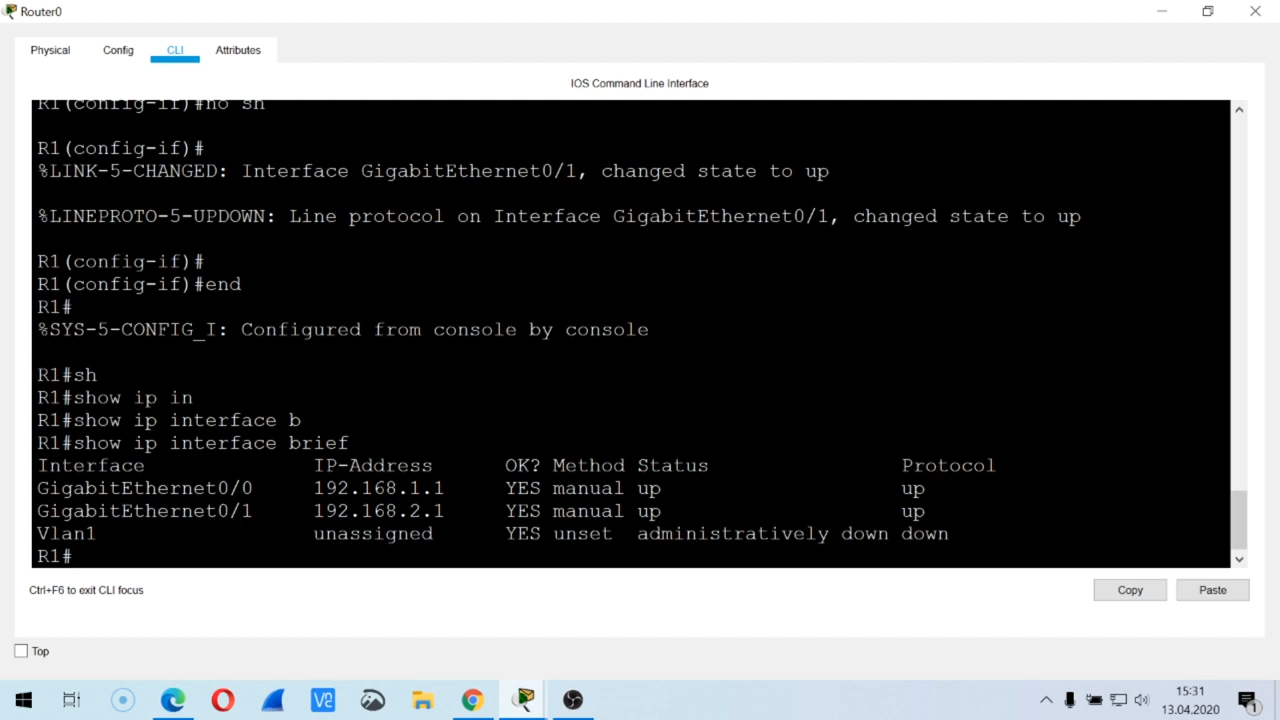 Router0
Physical Config CLI Attributes
IOS Command Line Interface
R1(config-if)#no sh
R1(config-if)#
%LINK-5-CHANGED: Interface GigabitEthernet0/1, changed state to up
%LINEPROTO-5-UPDOWN: Line protocol on Interface GigabitEthernet0/1, changed state to up
R1(config-if)#
R1(config-if)#end
R1#
%SYS-5-CONFIG_I: Configured from console by console
R1#sh
R1#show ip in
R1#show ip interface b
R1#show ip interface brief
Interface IP-Address OK? Method Status Protocol
GigabitEthernet0/0 192.168.1.1 YES manual up up
GigabitEthernet0/1 192.168.2.1 YES manual up up
Vlan1 unassigned YES unset administratively down down
R1#
Ctrl+F6 to exit CLI focus
Copy Paste
Top
15:31
13.04.2020
1